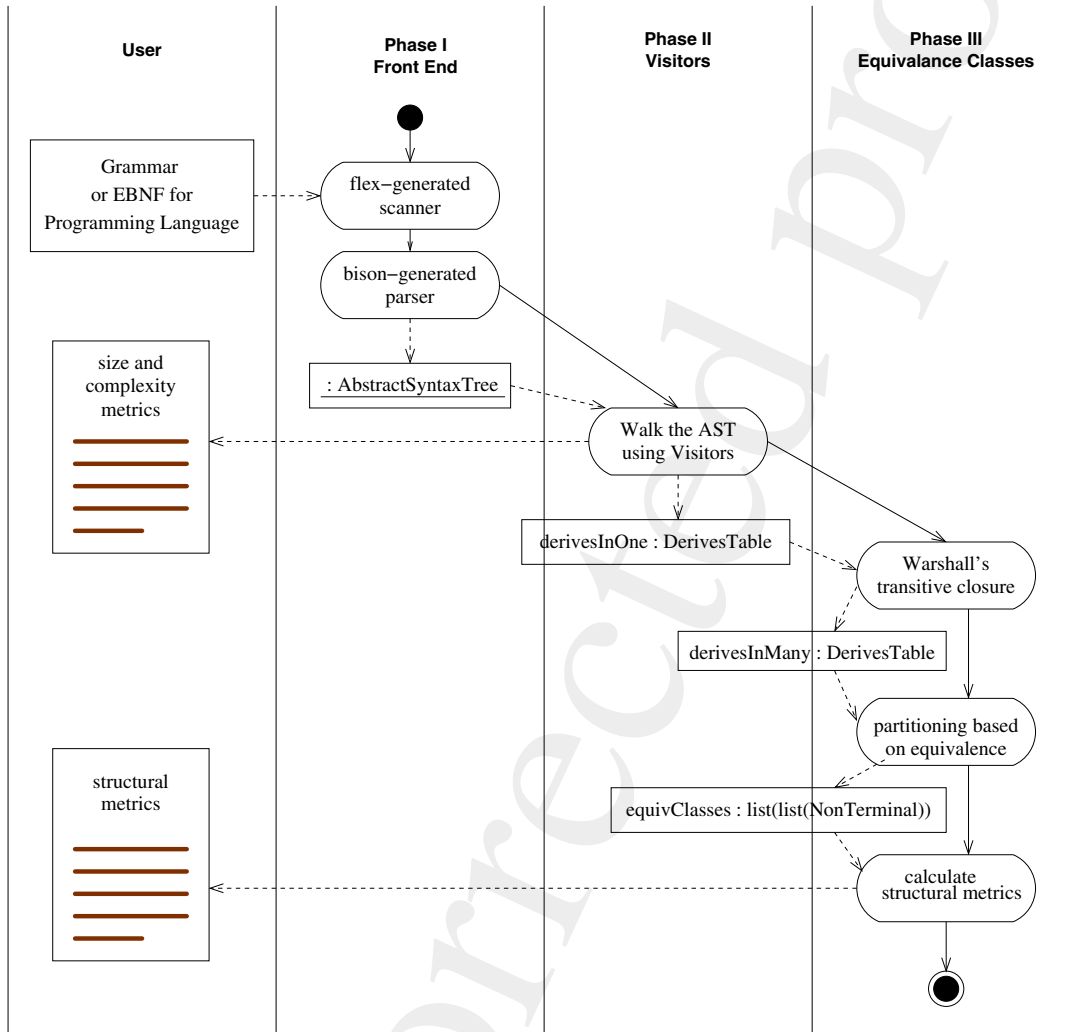 User
Phase I
Front End
Phase II
Visitors
Phase III
Equivalance Classes
Grammar
or EBNF for
Programming Language
flex−generated
scanner
bison−generated
parser
size and
complexity
metrics
: AbstractSyntaxTree
Walk the AST
using Visitors
derivesInOne : DerivesTable
Warshall's
transitive closure
derivesInMany : DerivesTable
partitioning based
on equivalence
structural
metrics
equivClasses : list(list(NonTerminal))
calculate
structural metrics
orrected pro